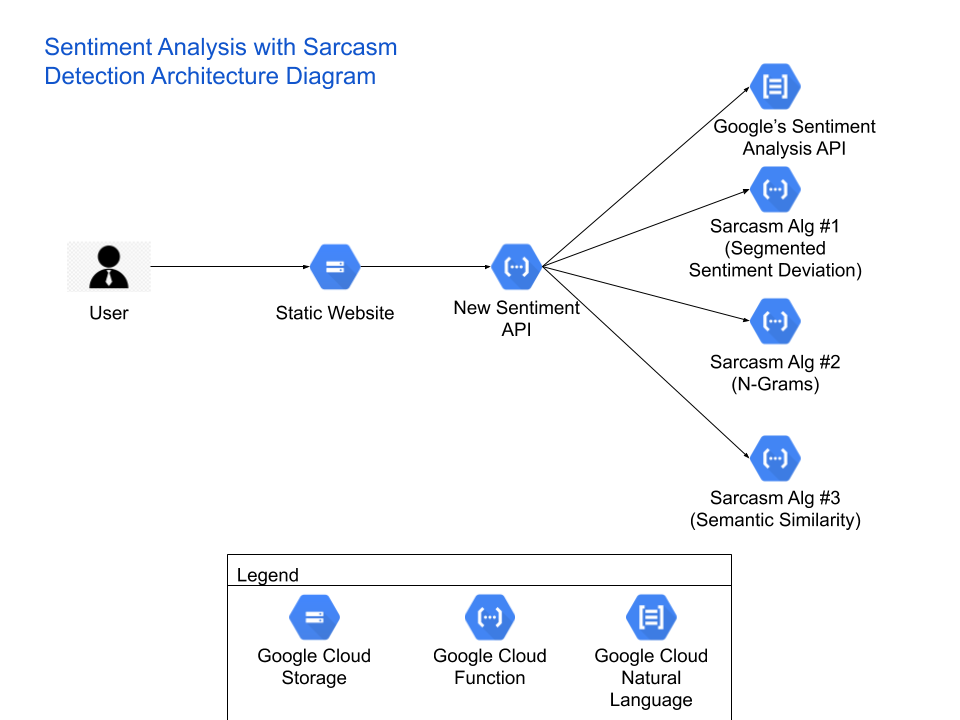 Sentiment Analysis with Sarcasm
Detection Architecture Diagram
Google’s Sentiment
Analysis API
Sarcasm Alg #1
(Segmented
Sentiment Deviation)
User
Static Website
New Sentiment
API
Sarcasm Alg #2
(N-Grams)
Sarcasm Alg #3
(Semantic Similarity)
Legend
Google Cloud
Storage
Google Cloud
Function
Google Cloud
Natural
Language